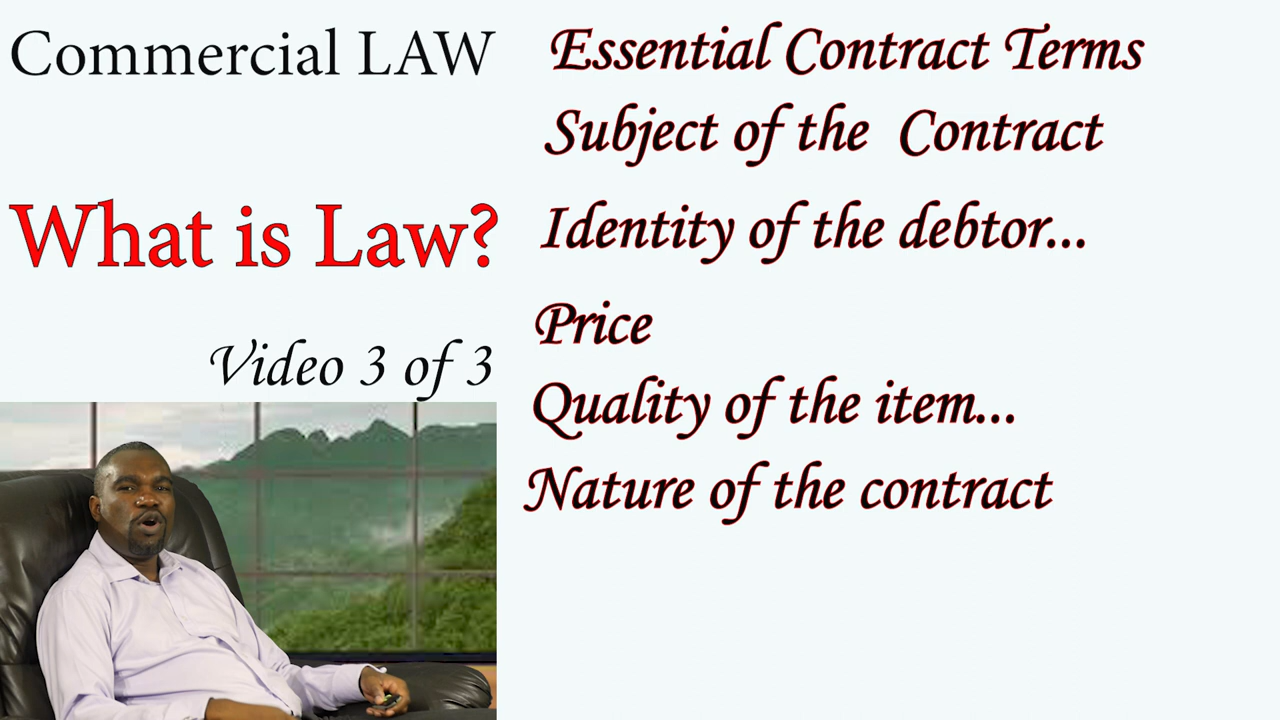 Commercial LAW
What is Law?
Video 3 of 3
Essential Contract Terms
Subject of the Contract
Identity of the debtor...
Price
Quality of the item...
Nature of the contract